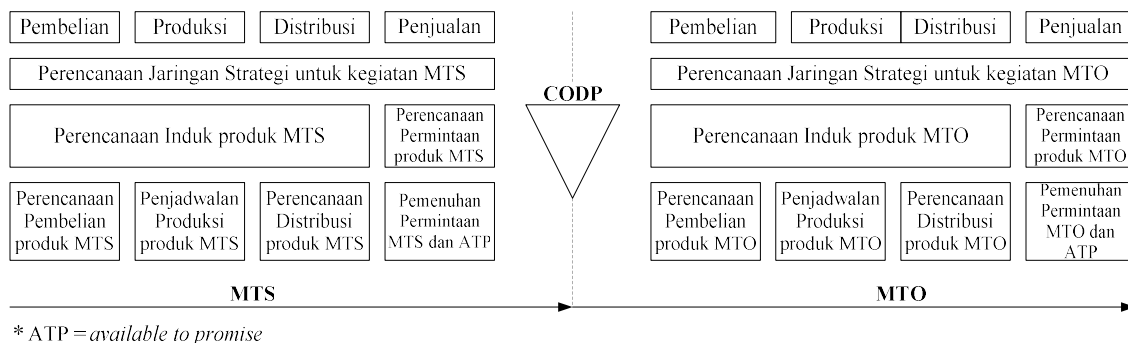 Pembelian Produksi Distribusi Penjualan
Pembelian Produksi Distribusi Penjualan
Perencanaan Jaringan Strategi untuk kegiatan MTS
Perencanaan Jaringan Strategi untuk kegiatan MTO
CODP
Perencanaan Induk produk MTS
Perencanaan
Permintaan
produk MTS
Perencanaan Induk produk MTO
Perencanaan
Permintaan
produk MTO
Perencanaan
Pembelian
produk MTS
Penjadwalan
Produksi
produk MTS
Perencanaan
Distribusi
produk MTS
Pemenuhan
Permintaan
MTS dan ATP
Perencanaan
Pembelian
produk MTO
Penjadwalan
Produksi
produk MTO
Perencanaan
Distribusi
produk MTO
Pemenuhan
Permintaan
MTO dan
ATP
MTS
MTO
* ATP = available to promise